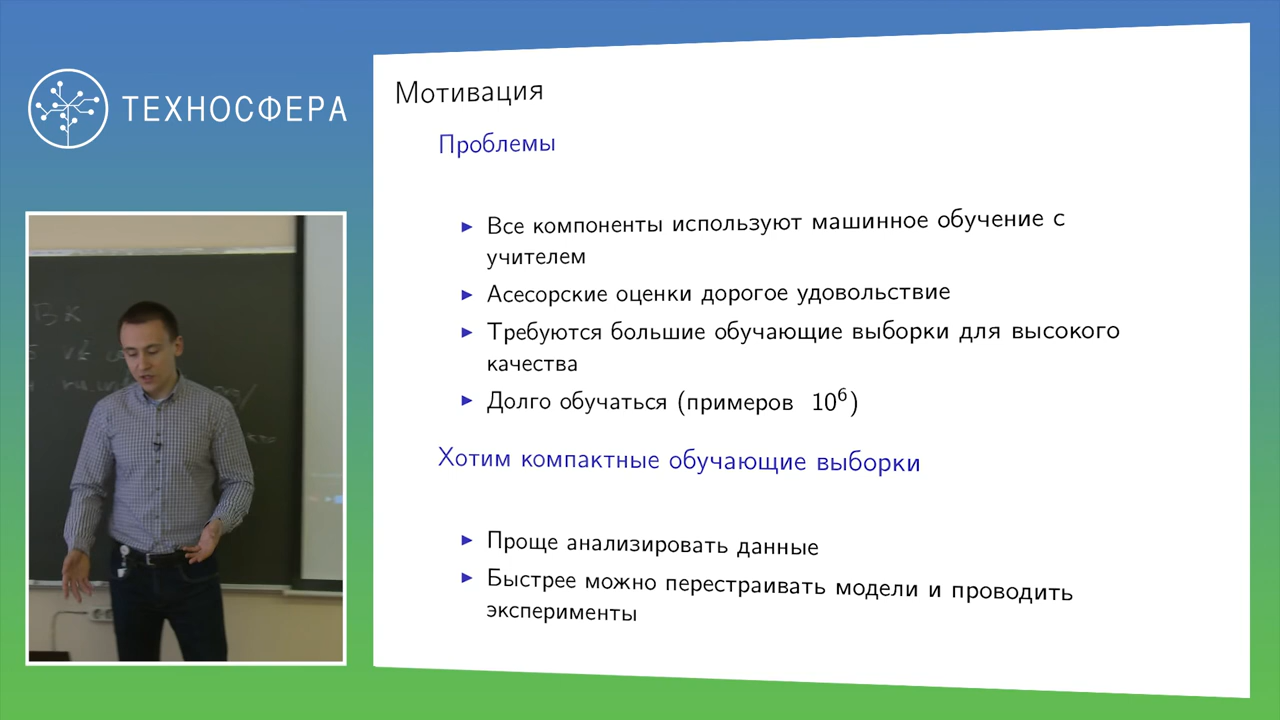 ТЕХНОСФЕРА
Мотивация
Проблемы
Все компоненты используют машинное обучение с
учителем
Асесорские оценки дорогое удовольствие
Требуются большие обучающие выборки для высокого
качества
Долго обучаться (примеров 10⁶)
Хотим компактные обучающие выборки
Проще анализировать данные
Быстрее можно перестраивать модели и проводить
эксперименты